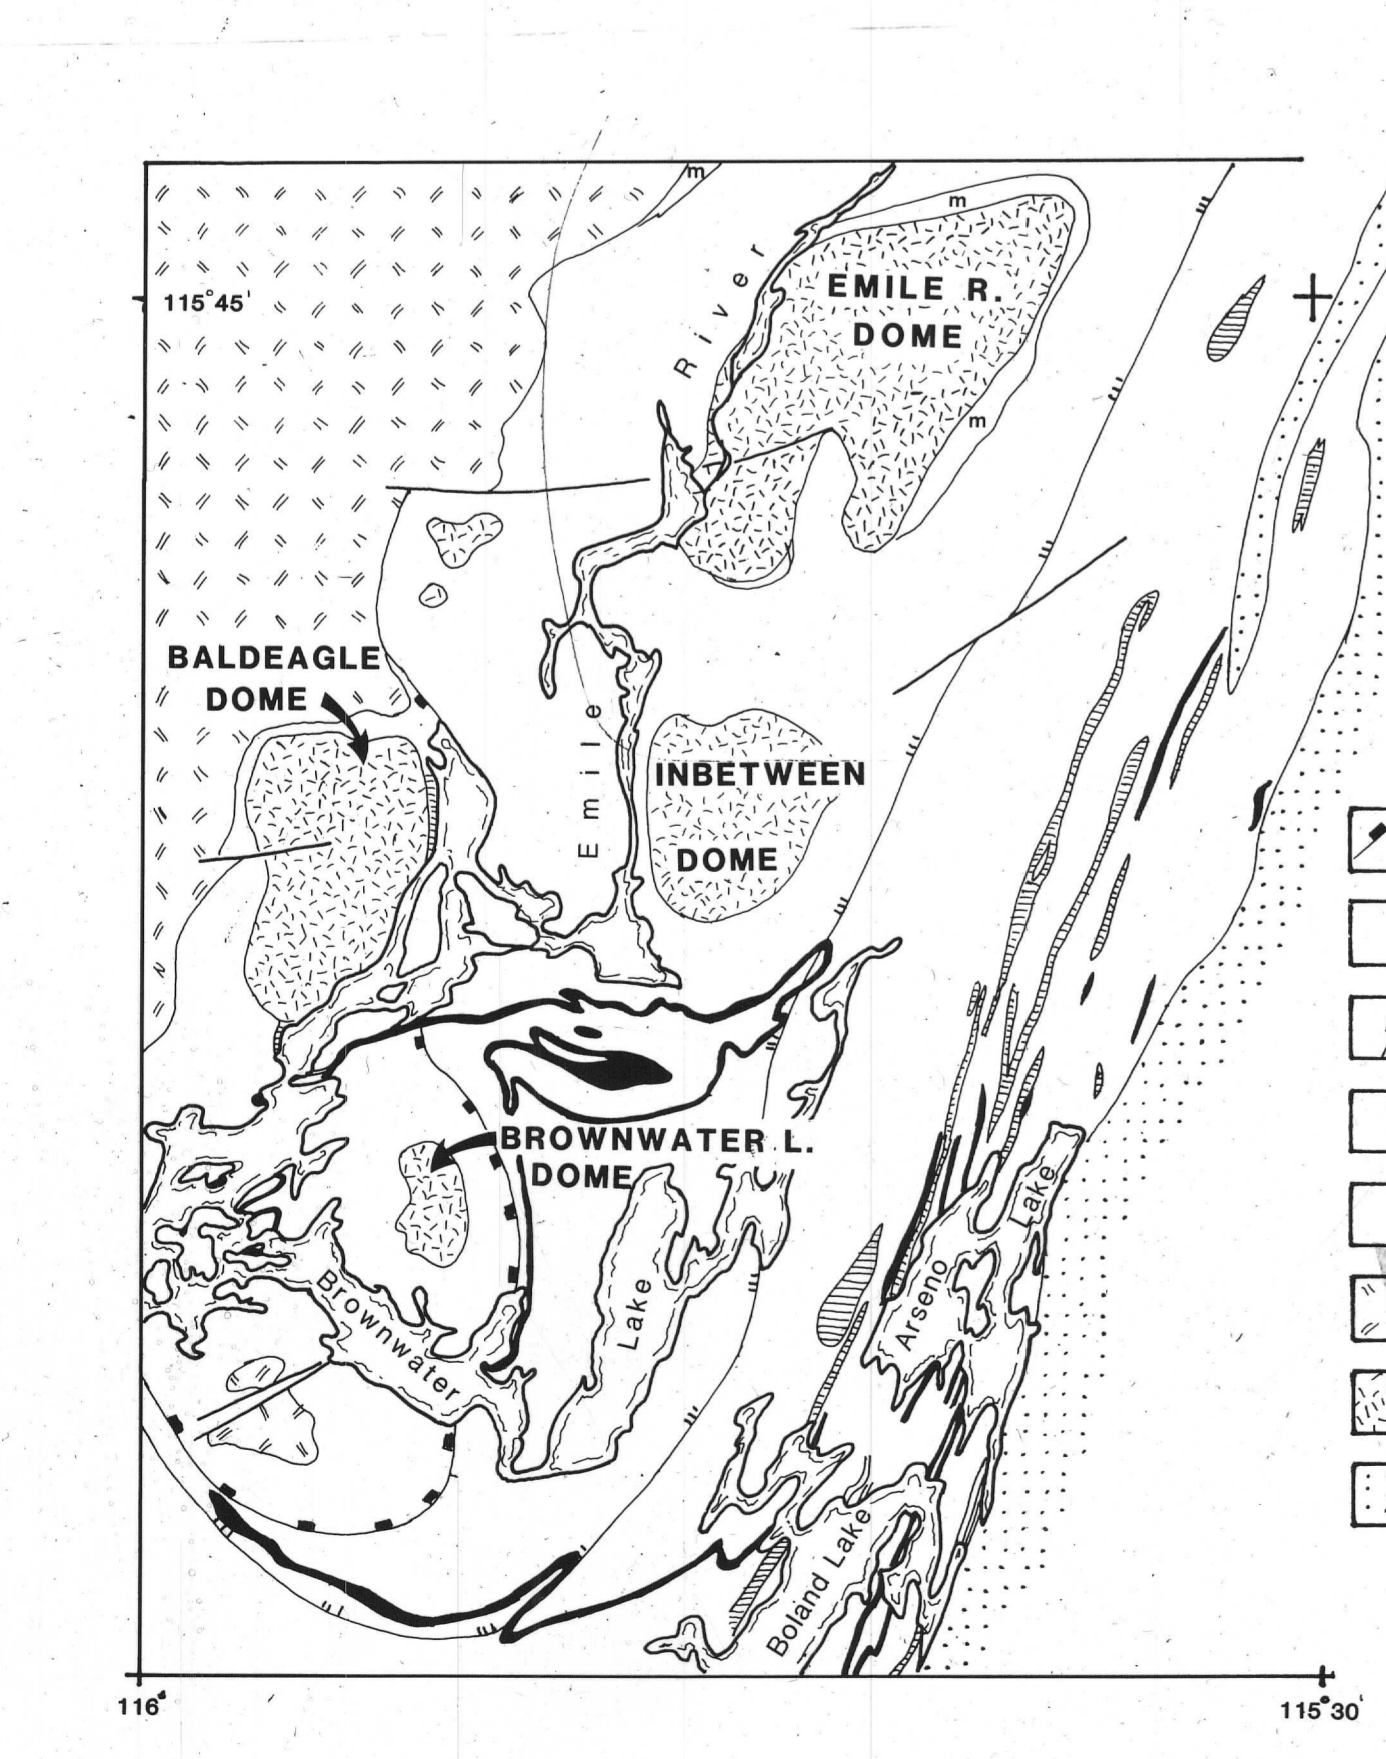 m
m
River
EMILE R.
DOME
115°45'
m
BALDEAGLE
DOME
Emile
INBETWEEN
DOME
BROWNWATER L.
DOME
Lake
Brownwater
Lake
Arseno
Boland Lake
116°
115°30'